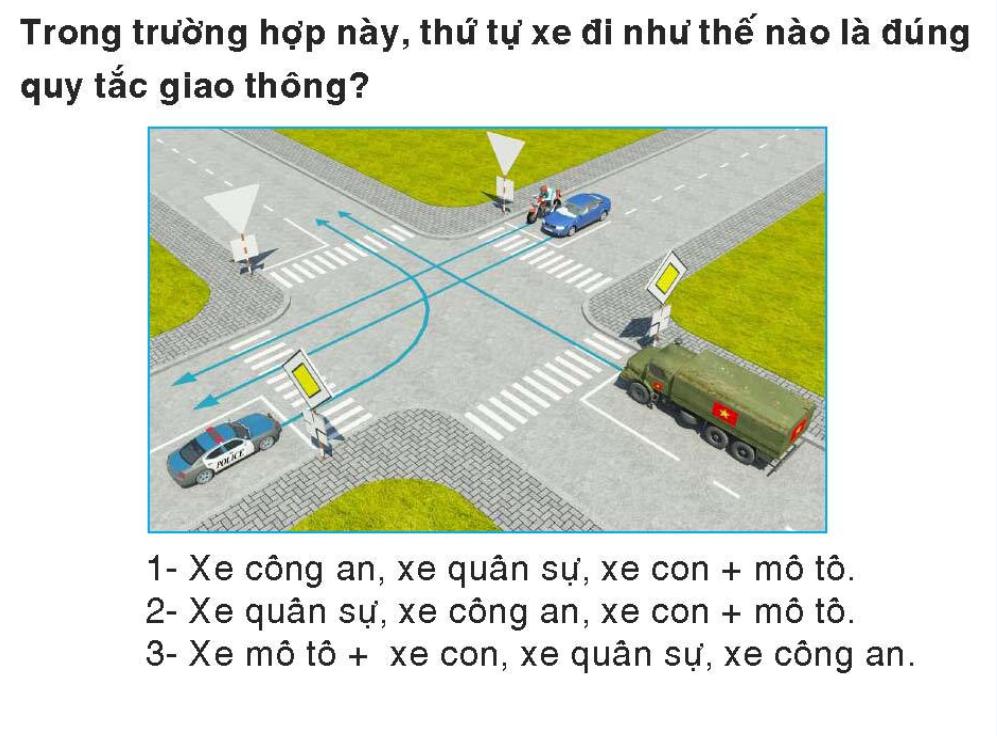 Trong trường hợp này, thứ tự xe đi như thế nào là đúng
quy tắc giao thông?
POLICE
1- Xe công an, xe quân sự, xe con + mô tô.
2- Xe quân sự, xe công an, xe con + mô tô.
3- Xe mô tô + xe con, xe quân sự, xe công an.